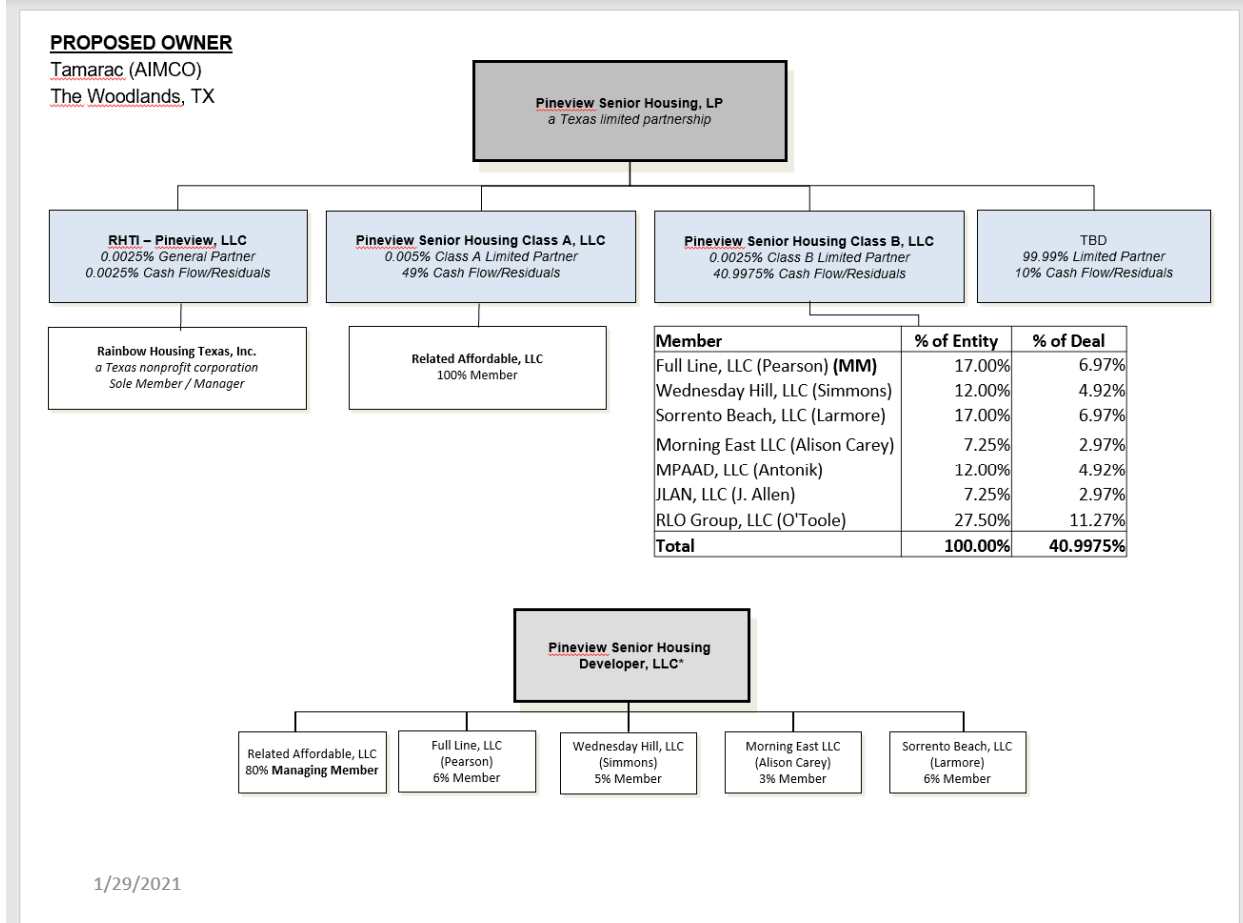 PROPOSED OWNER
Tamarac (AIMCO)
The Woodlands, TX
Pineview Senior Housing, LP
a Texas limited partnership
RHTI – Pineview, LLC
0.0025% General Partner
0.0025% Cash Flow/Residuals
Pineview Senior Housing Class A, LLC
0.005% Class A Limited Partner
49% Cash Flow/Residuals
Pineview Senior Housing Class B, LLC
0.0025% Class B Limited Partner
40.9975% Cash Flow/Residuals
TBD
99.99% Limited Partner
10% Cash Flow/Residuals
Rainbow Housing Texas, Inc.
a Texas nonprofit corporation
Sole Member / Manager
Related Affordable, LLC
100% Member
Member % of Entity % of Deal
Full Line, LLC (Pearson) (MM) 17.00% 6.97%
Wednesday Hill, LLC (Simmons) 12.00% 4.92%
Sorrento Beach, LLC (Larmore) 17.00% 6.97%
Morning East LLC (Alison Carey) 7.25% 2.97%
MPAAD, LLC (Antonik) 12.00% 4.92%
JLAN, LLC (J. Allen) 7.25% 2.97%
RLO Group, LLC (O'Toole) 27.50% 11.27%
Total 100.00% 40.9975%
Pineview Senior Housing
Developer, LLC*
Related Affordable, LLC
80% Managing Member
Full Line, LLC
(Pearson)
6% Member
Wednesday Hill, LLC
(Simmons)
5% Member
Morning East LLC
(Alison Carey)
3% Member
Sorrento Beach, LLC
(Larmore)
6% Member
1/29/2021